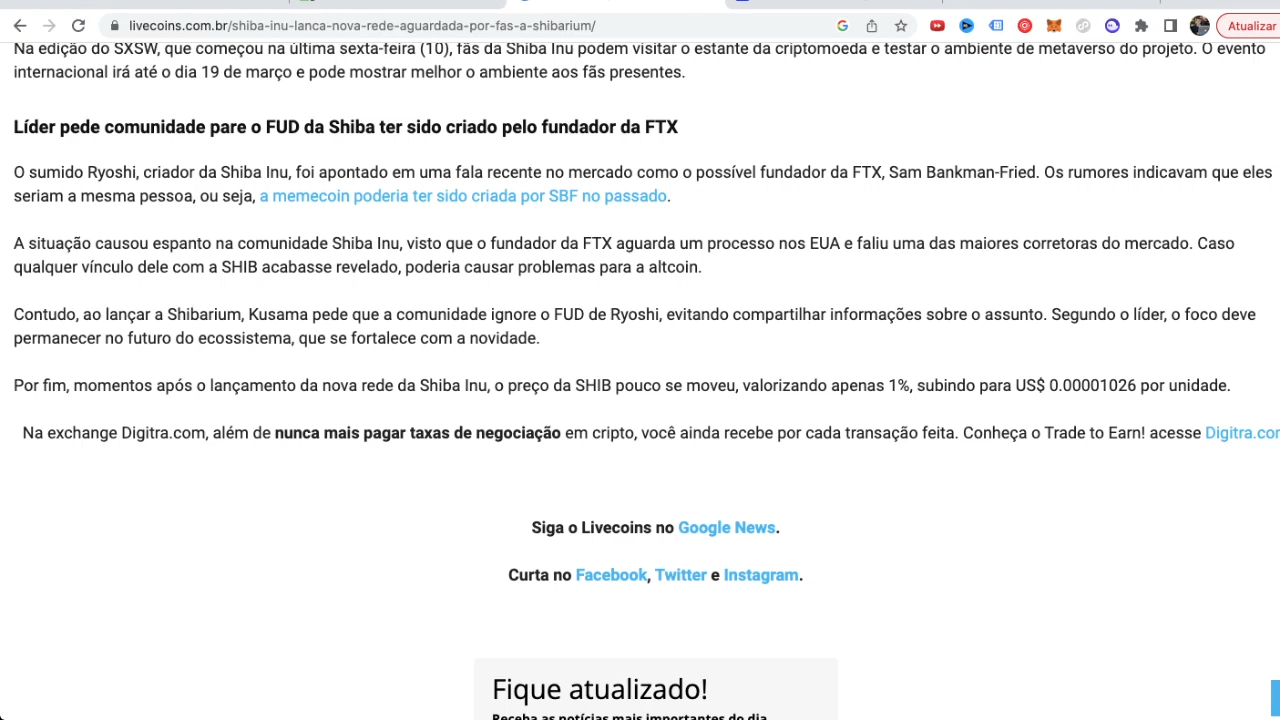 livecoins.com.br/shiba-inu-lanca-nova-rede-aguardada-por-fas-a-shibarium/
Atualizar
Na edição do SXSW, que começou na última sexta-feira (10), fãs da Shiba Inu podem visitar o estante da criptomoeda e testar o ambiente de metaverso do projeto. O evento
internacional irá até o dia 19 de março e pode mostrar melhor o ambiente aos fãs presentes.
Líder pede comunidade pare o FUD da Shiba ter sido criado pelo fundador da FTX
O sumido Ryoshi, criador da Shiba Inu, foi apontado em uma fala recente no mercado como o possível fundador da FTX, Sam Bankman-Fried. Os rumores indicavam que eles
seriam a mesma pessoa, ou seja, a memecoin poderia ter sido criada por SBF no passado.
A situação causou espanto na comunidade Shiba Inu, visto que o fundador da FTX aguarda um processo nos EUA e faliu uma das maiores corretoras do mercado. Caso
qualquer vínculo dele com a SHIB acabasse revelado, poderia causar problemas para a altcoin.
Contudo, ao lançar a Shibarium, Kusama pede que a comunidade ignore o FUD de Ryoshi, evitando compartilhar informações sobre o assunto. Segundo o líder, o foco deve
permanecer no futuro do ecossistema, que se fortalece com a novidade.
Por fim, momentos após o lançamento da nova rede da Shiba Inu, o preço da SHIB pouco se moveu, valorizando apenas 1%, subindo para US$ 0.00001026 por unidade.
Na exchange Digitra.com, além de nunca mais pagar taxas de negociação em cripto, você ainda recebe por cada transação feita. Conheça o Trade to Earn! acesse Digitra.com
Siga o Livecoins no Google News.
Curta no Facebook, Twitter e Instagram.
Fique atualizado!
Receba as notícias mais importantes do dia